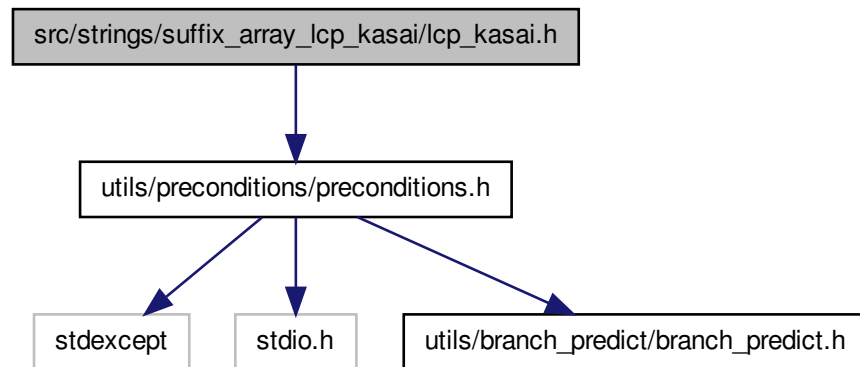 src/strings/suffix_array_lcp_kasai/lcp_kasai.h
utils/preconditions/preconditions.h
stdexcept
stdio.h
utils/branch_predict/branch_predict.h